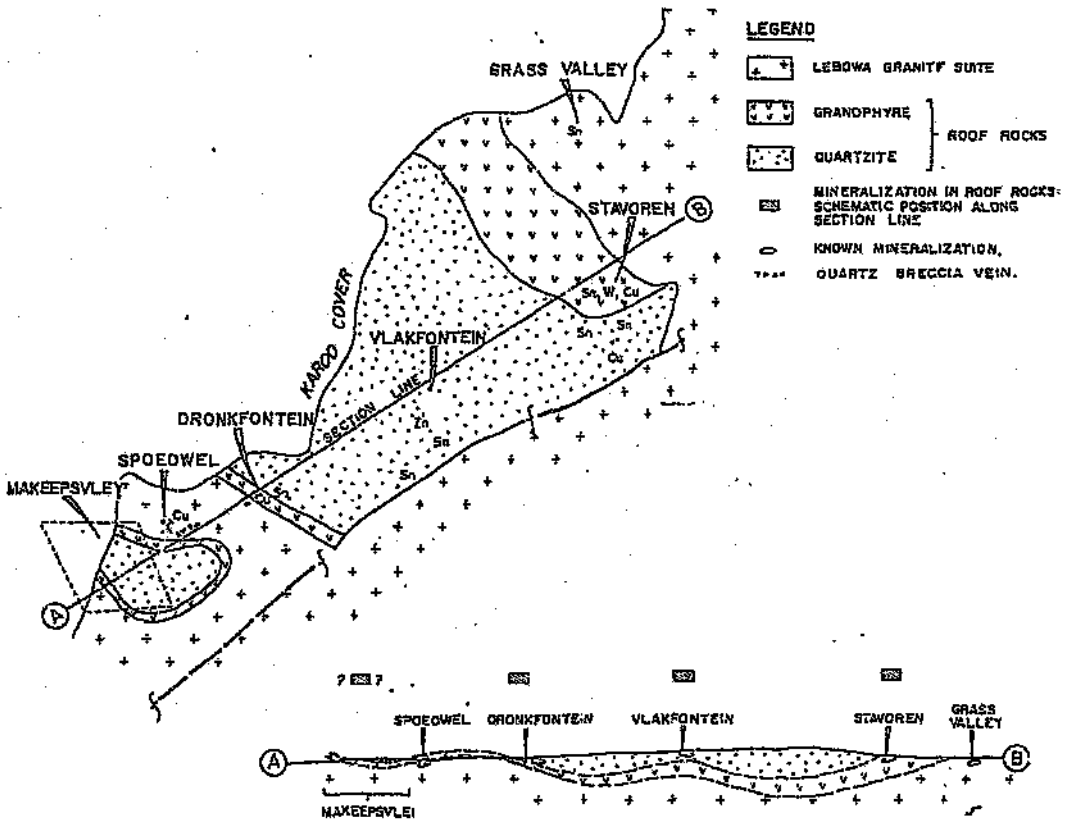 LEGEND
LEBOWA GRANITE SUITE
GRANOPHYRE
ROOF ROCKS
QUARTZITE
MINERALIZATION IN ROOF ROCKS:
SCHEMATIC POSITION ALONG
SECTION LINE
KNOWN MINERALIZATION.
QUARTZ BRECCIA VEIN.
GRASS VALLEY
Sn
STAVOREN
B
Sn W Cu
Sn
Sn
Cu
KAROO COVER
VLAKFONTEIN
SECTION LINE
DRONKFONTEIN
Zn
Sn
Sn
Sn
SPOEDWEL
MAKEEPSVLEY
Cu
A
? ?
SPOEDWEL
DRONKFONTEIN
VLAKFONTEIN
STAVOREN
GRASS
VALLEY
A
B
MAKEEPSVLEI